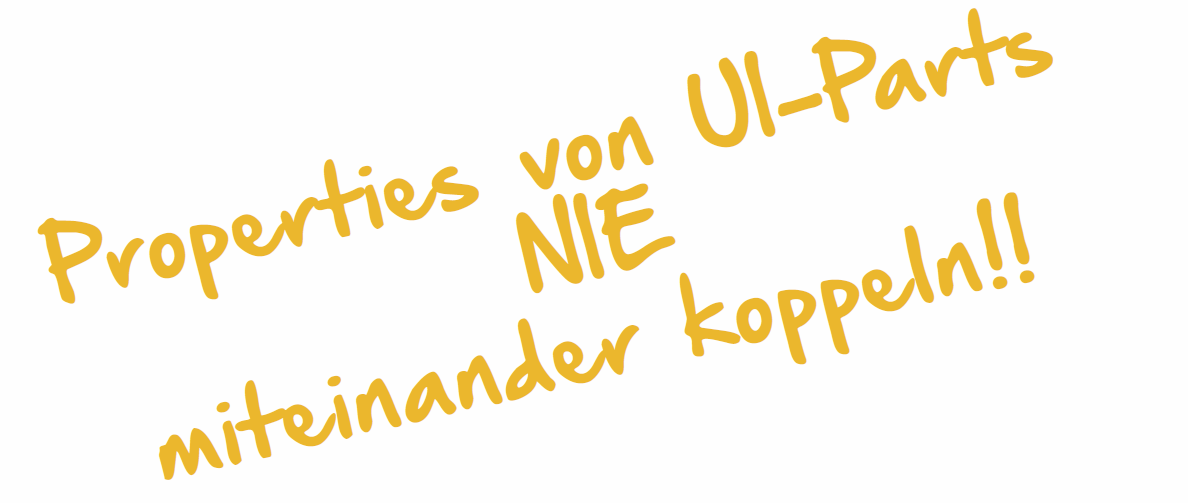 Properties von UI-Parts
NIE
miteinander koppeln!!